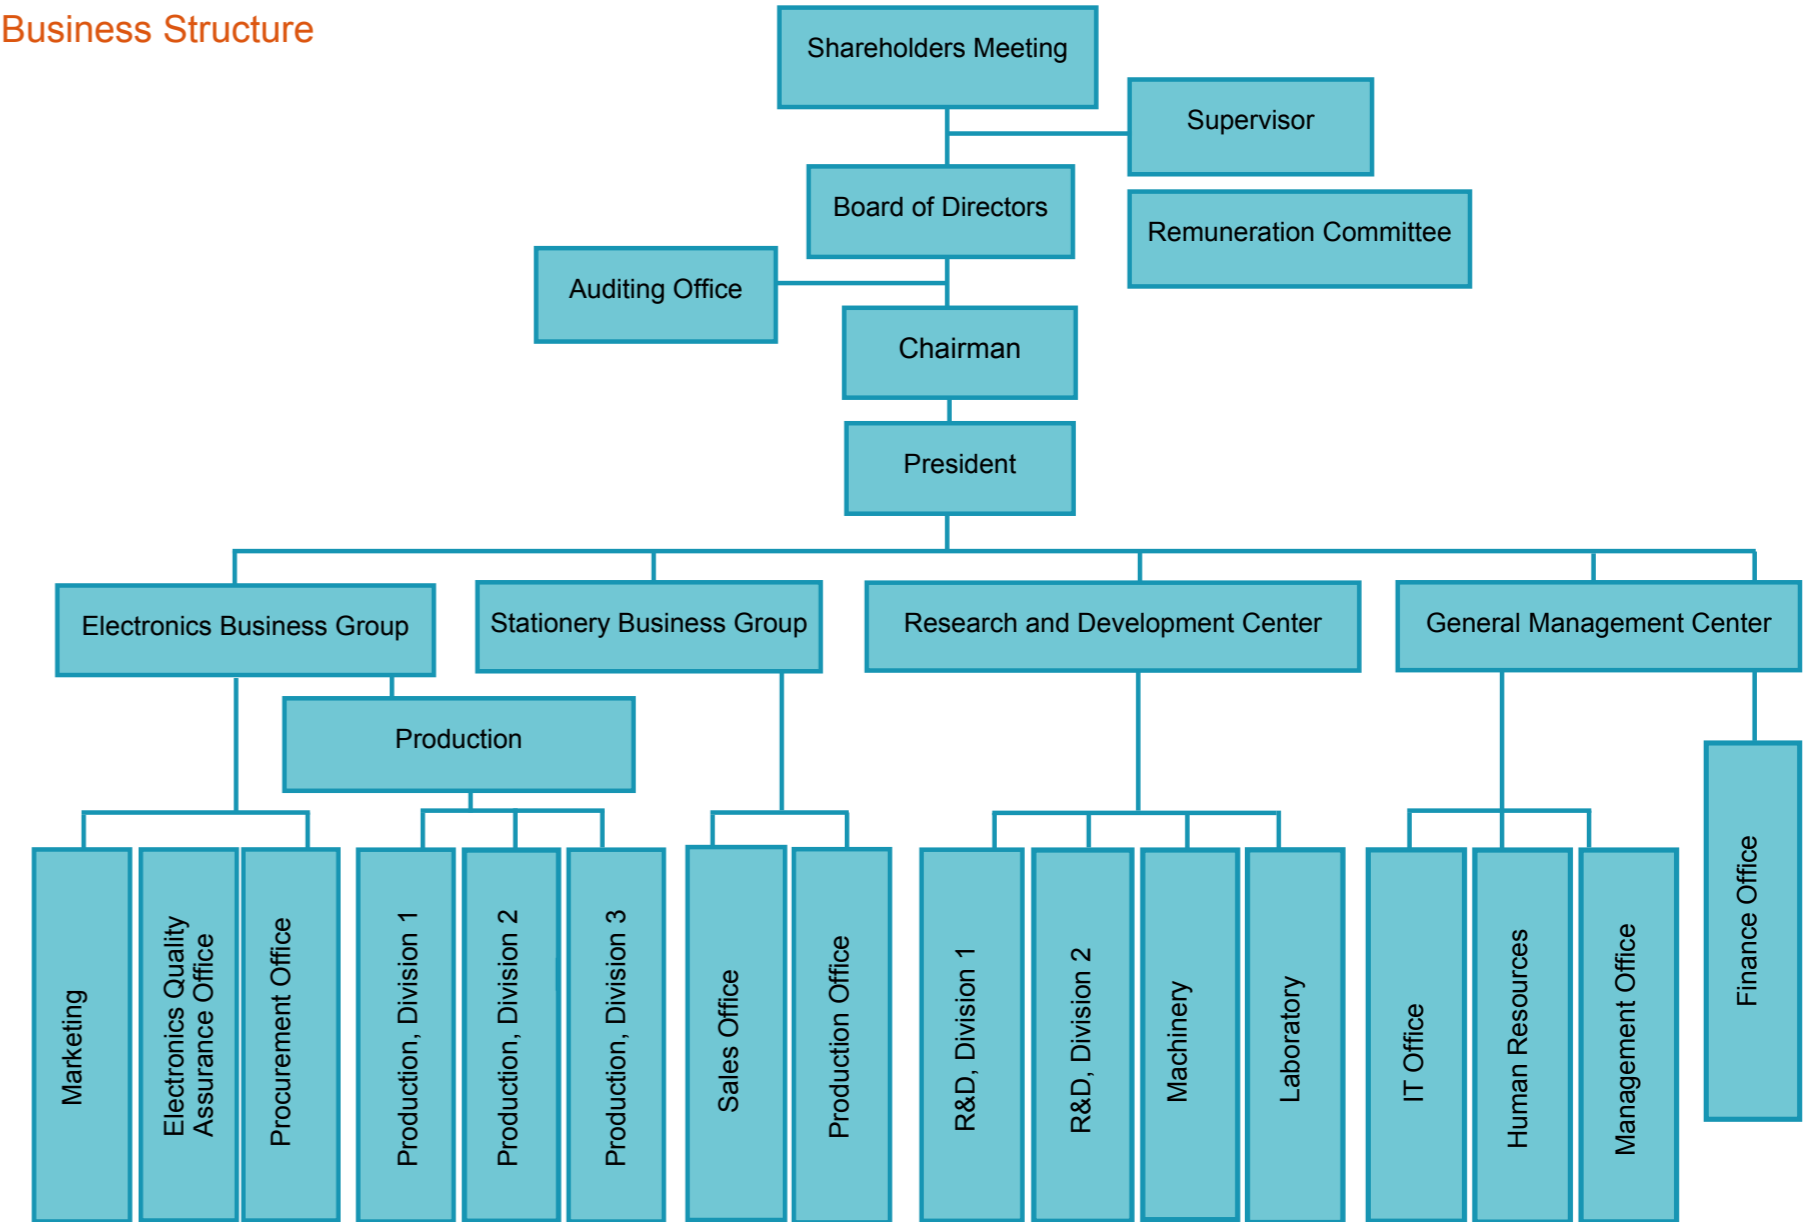 Business Structure
Shareholders Meeting
Supervisor
Board of Directors
Remuneration Committee
Auditing Office
Chairman
President
Electronics Business Group
Stationery Business Group
Research and Development Center
General Management Center
Production
Marketing
Electronics Quality
Assurance Office
Procurement Office
Production, Division 1
Production, Division 2
Production, Division 3
Sales Office
Production Office
R&D, Division 1
R&D, Division 2
Machinery
Laboratory
IT Office
Human Resources
Management Office
Finance Office